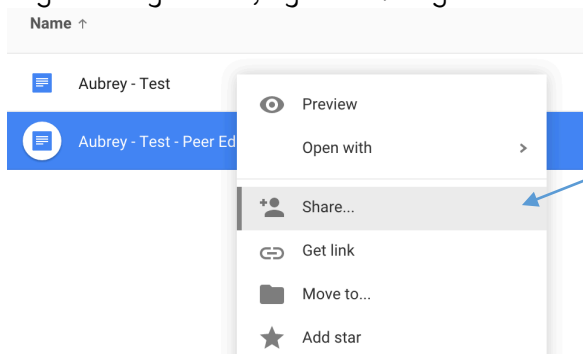 Name ↑
Aubrey - Test
Preview
Aubrey - Test - Peer Ed
Open with >
Share...
Get link
Move to...
Add star